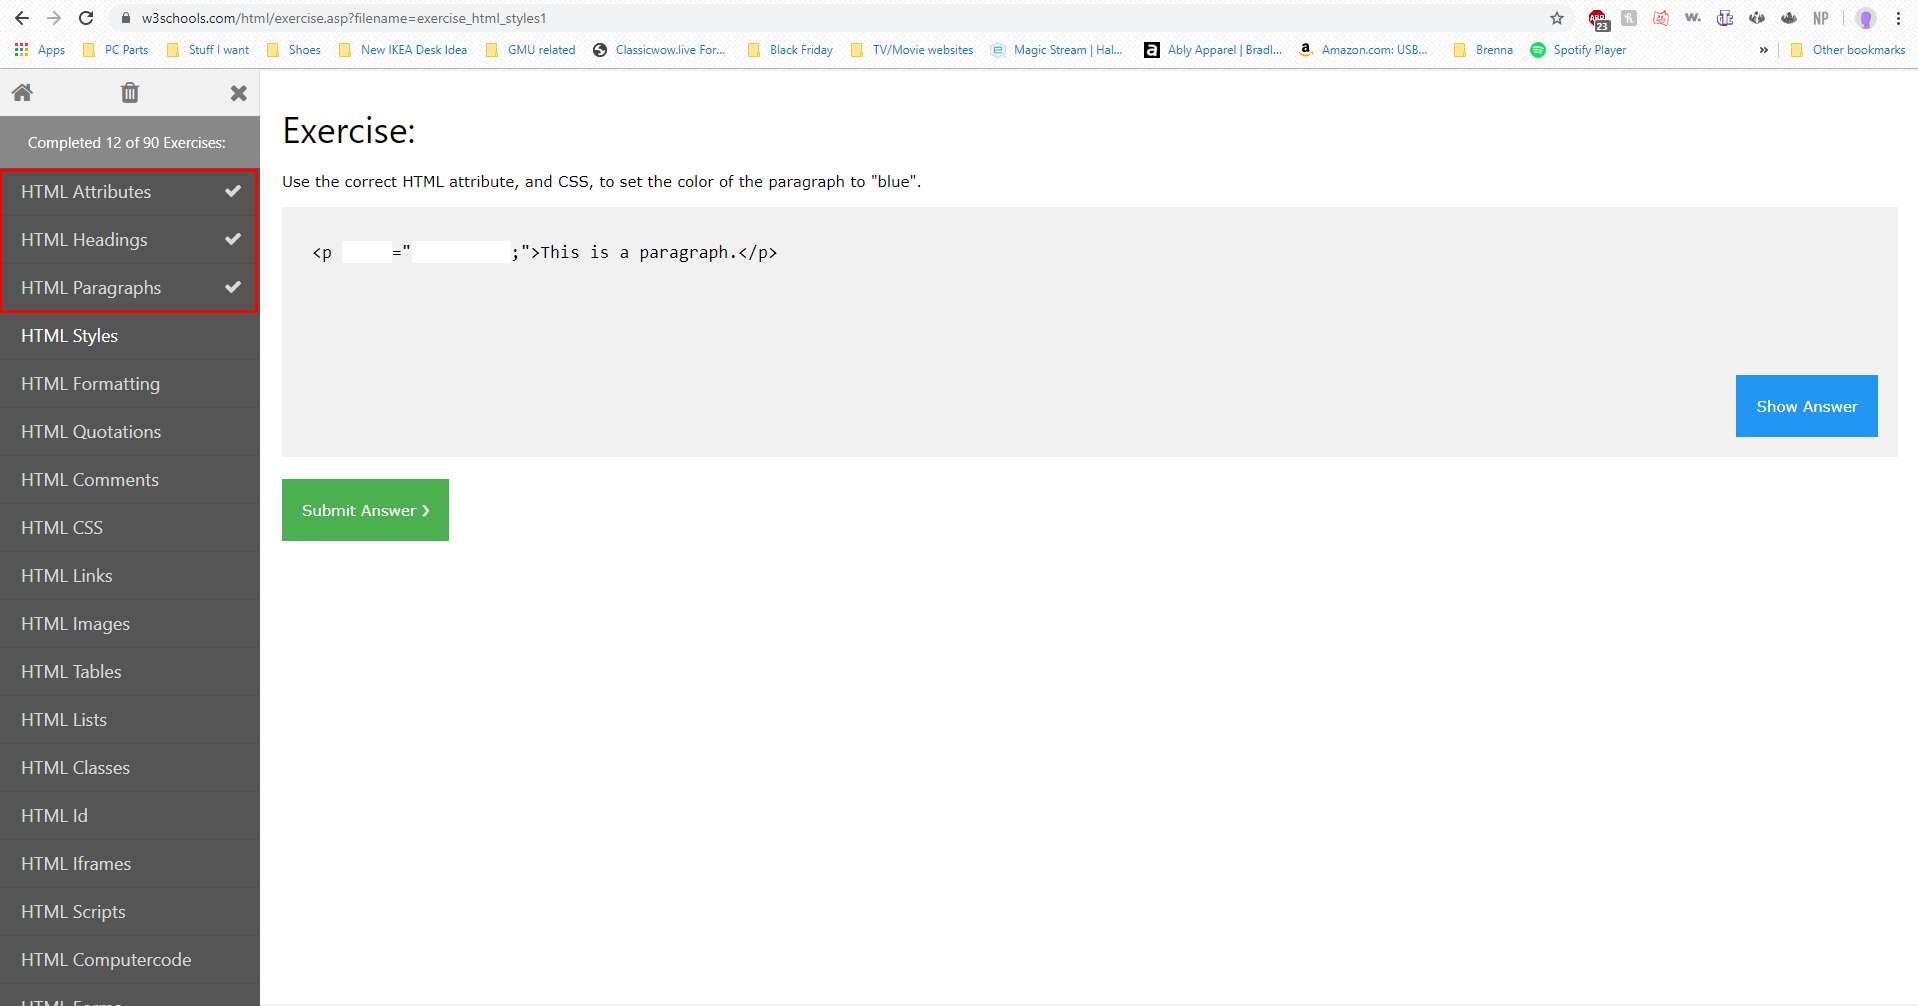 w3schools.com/html/exercise.asp?filename=exercise_html_styles1
ABP 23 w. NP
Apps PC Parts Stuff I want Shoes New IKEA Desk Idea GMU related Classicwow.live For... Black Friday TV/Movie websites Magic Stream | Hal... a Ably Apparel | Bradl... a Amazon.com: USB... Brenna Spotify Player » Other bookmarks
Completed 12 of 90 Exercises:
HTML Attributes
HTML Headings
HTML Paragraphs
HTML Styles
HTML Formatting
HTML Quotations
HTML Comments
HTML CSS
HTML Links
HTML Images
HTML Tables
HTML Lists
HTML Classes
HTML Id
HTML Iframes
HTML Scripts
HTML Computercode
HTML Forms
Exercise:
Use the correct HTML attribute, and CSS, to set the color of the paragraph to "blue".
<p =" ;">This is a paragraph.</p>
Show Answer
Submit Answer ❯